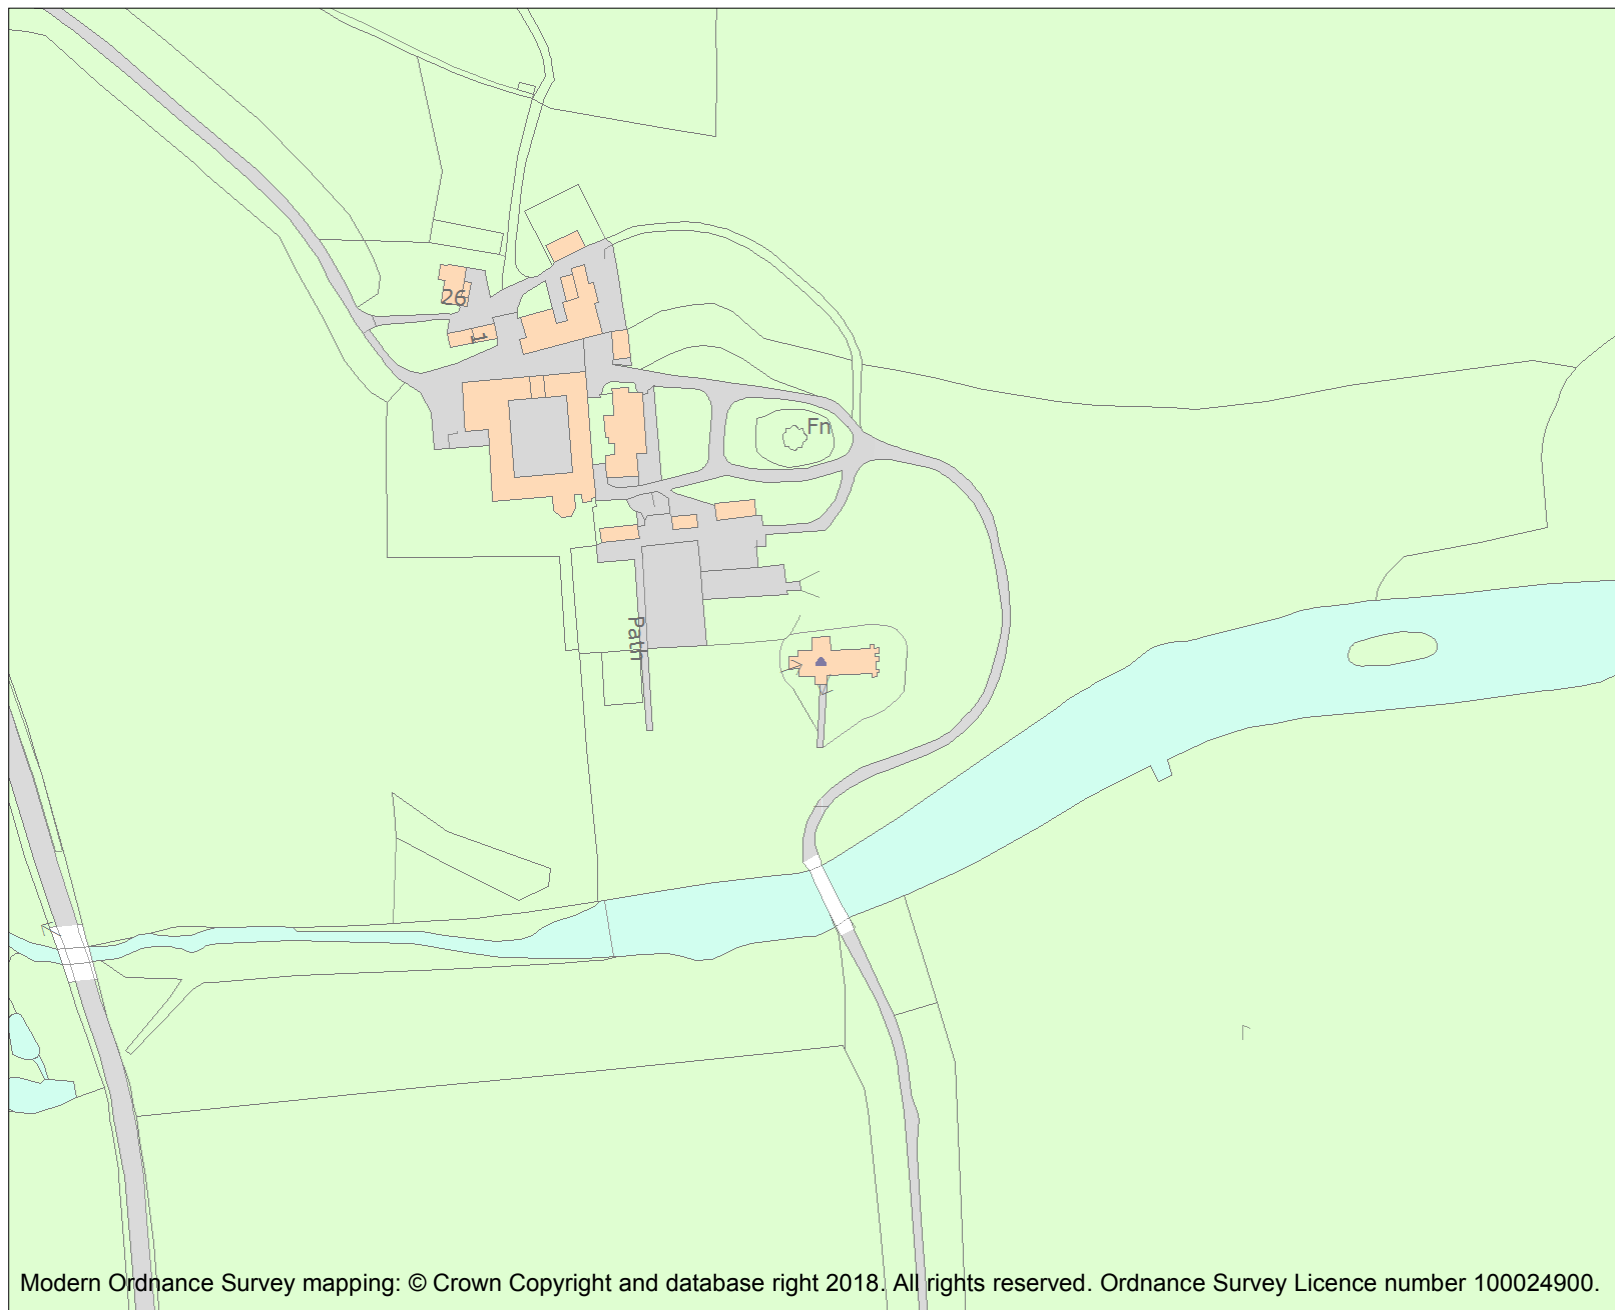 26
1
Fn
Path
Modern Ordnance Survey mapping: © Crown Copyright and database right 2018. All rights reserved. Ordnance Survey Licence number 100024900.